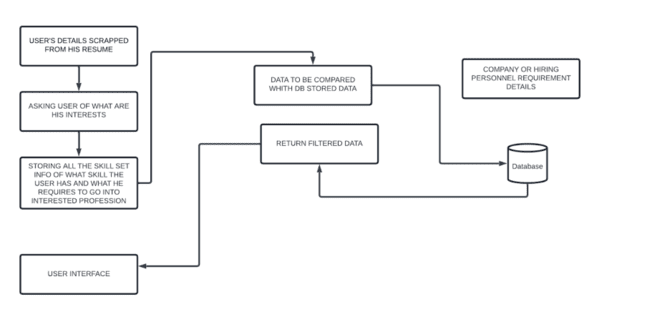 USER'S DETAILS SCRAPPED
FROM HIS RESUME
ASKING USER OF WHAT ARE
HIS INTERESTS
STORING ALL THE SKILL SET
INFO OF WHAT SKILL THE
USER HAS AND WHAT HE
REQUIRES TO GO INTO
INTERESTED PROFESSION
USER INTERFACE
DATA TO BE COMPARED
WHITH DB STORED DATA
RETURN FILTERED DATA
COMPANY OR HIRING
PERSONNEL REQUIREMENT
DETAILS
Database